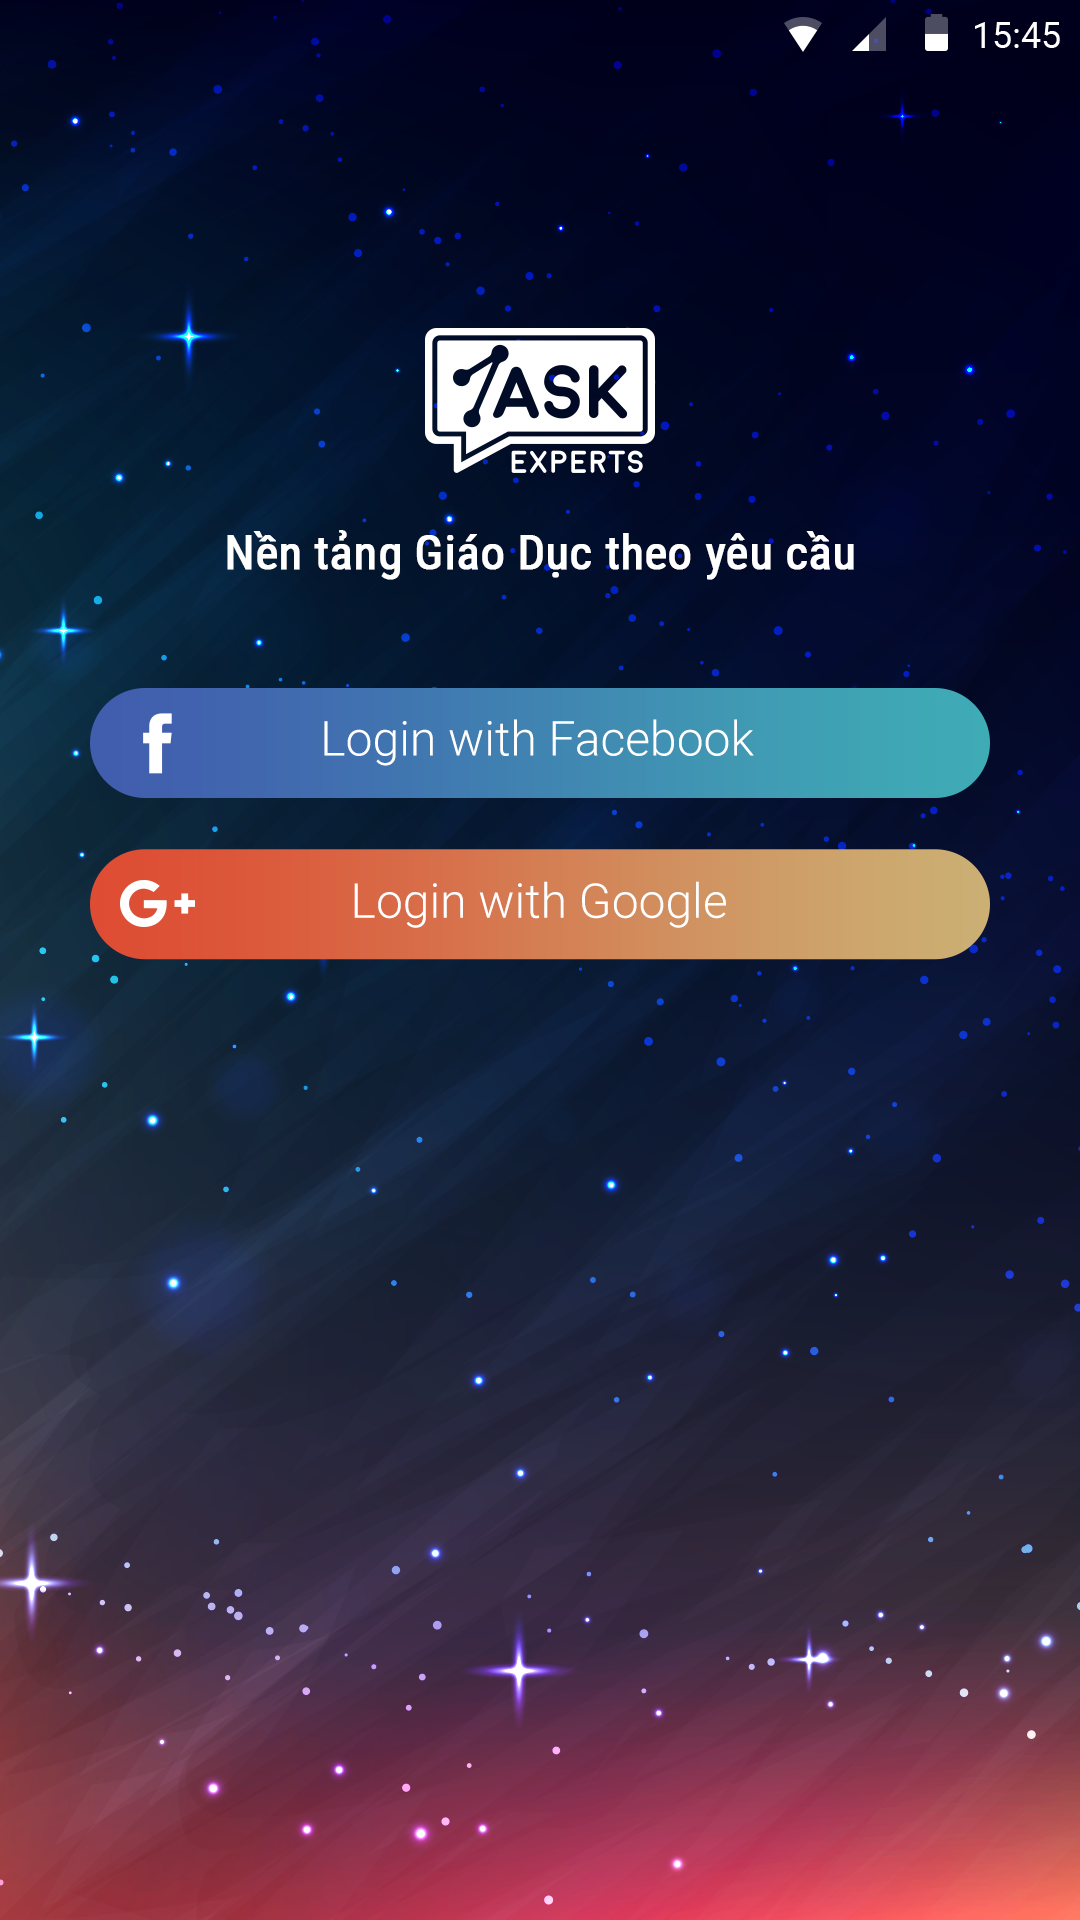 15:45
ASK
EXPERTS
Nền tảng Giáo Dục theo yêu cầu
Login with Facebook
G+ Login with Google